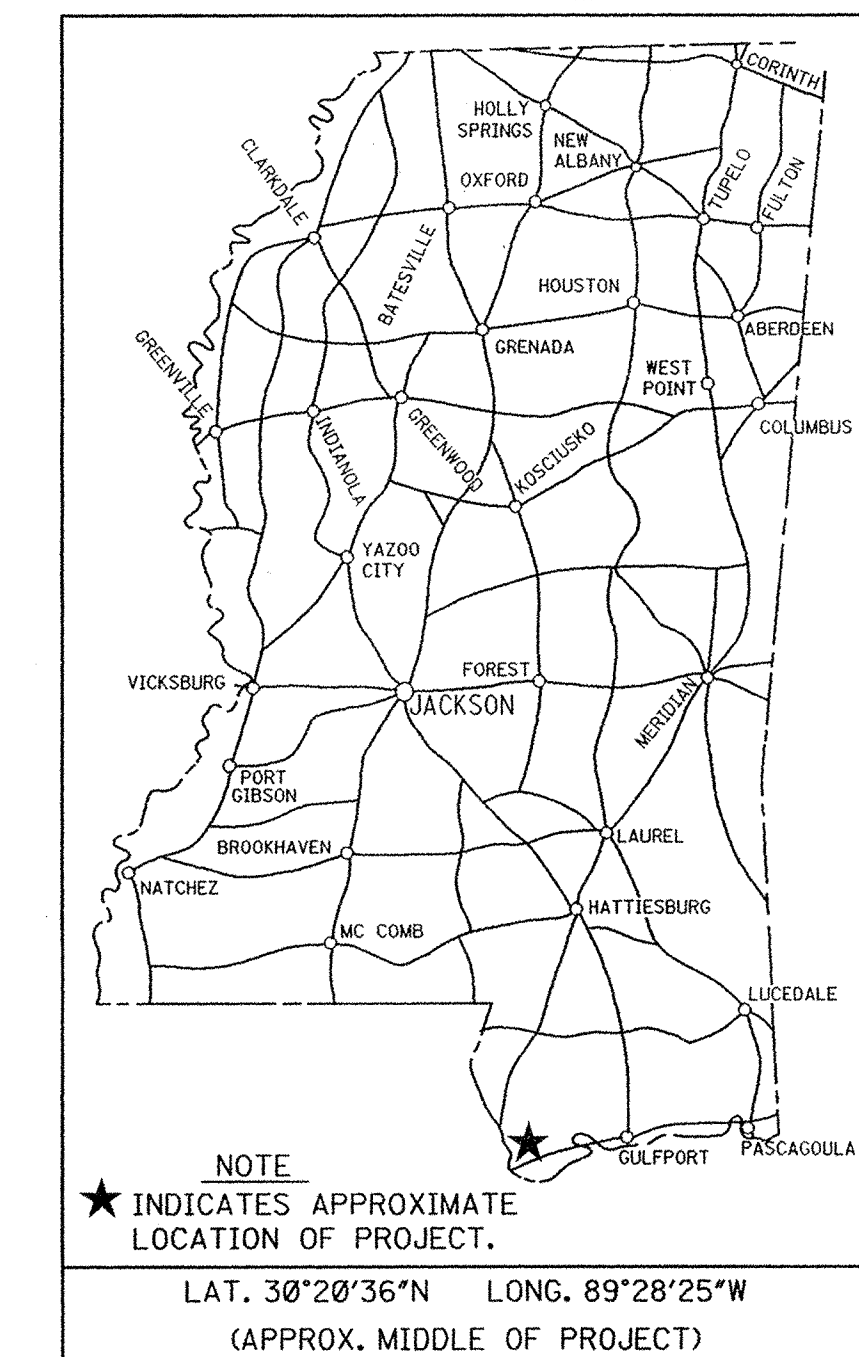 CORINTH
HOLLY
SPRINGS
NEW
ALBANY
CLARKDALE
OXFORD
TUPELO
FULTON
BATESVILLE
HOUSTON
ABERDEEN
GREENVILLE
GRENADA
WEST
POINT
COLUMBUS
INDIANOLA
GREENWOOD
KOSCIUSKO
YAZOO
CITY
VICKSBURG
FOREST
JACKSON
MERIDIAN
PORT
GIBSON
BROOKHAVEN
LAUREL
NATCHEZ
HATTIESBURG
MC COMB
LUCEDALE
GULFPORT
PASCAGOULA
NOTE
INDICATES APPROXIMATE
LOCATION OF PROJECT.
LAT. 30°20'36"N LONG. 89°28'25"W
(APPROX. MIDDLE OF PROJECT)